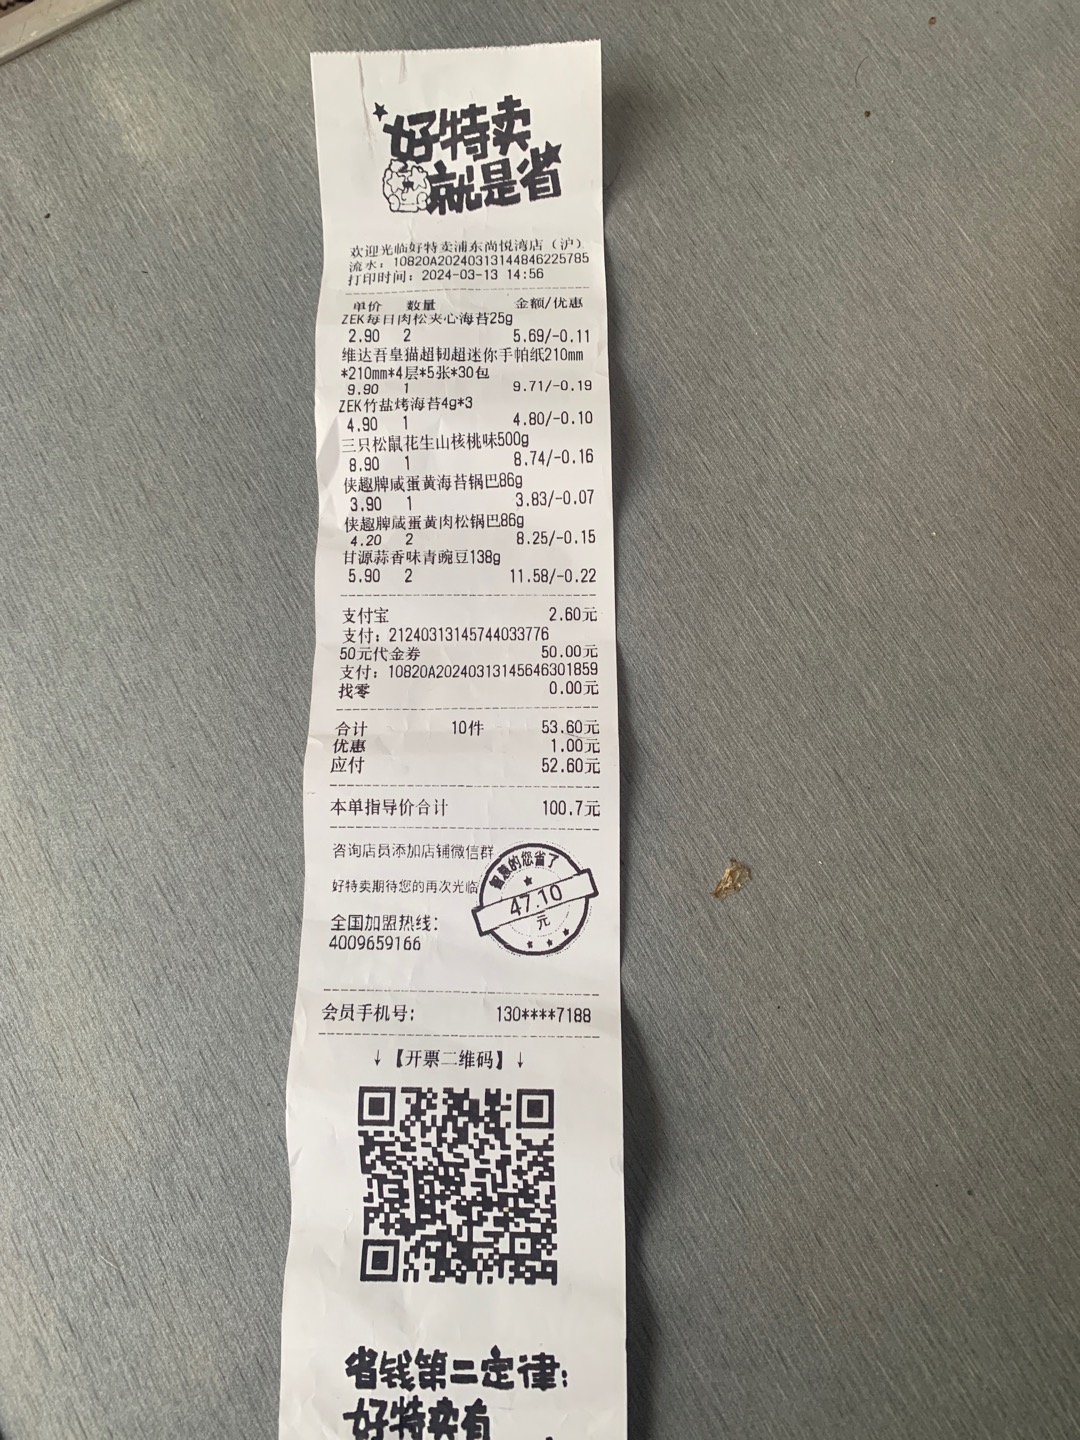 好特卖
就是省
欢迎光临好特卖浦东尚悦湾店（沪）
流水：10820A20240313144846225785
打印时间：2024-03-13 14:56
单价 数量 金额/优惠
ZEK每日肉松夹心海苔25g
2.90 2 5.69/-0.11
维达吾皇猫超韧超迷你手帕纸210mm
*210mm*4层*5张*30包
9.90 1 9.71/-0.19
ZEK竹盐烤海苔4g*3
4.90 1 4.80/-0.10
三只松鼠花生山核桃味500g
8.90 1 8.74/-0.16
侠趣牌咸蛋黄海苔锅巴86g
3.90 1 3.83/-0.07
侠趣牌咸蛋黄肉松锅巴86g
4.20 2 8.25/-0.15
甘源蒜香味青豌豆138g
5.90 2 11.58/-0.22
支付宝 2.60元
支付：21240313145744033776
50元代金券 50.00元
支付：10820A20240313145646301859
找零 0.00元
合计 10件 53.60元
优惠 1.00元
应付 52.60元
本单指导价合计 100.7元
咨询店员添加店铺微信群
好特卖期待您的再次光临
智慧的您省了
47.10
元
全国加盟热线：
4009659166
会员手机号： 130****7188
↓【开票二维码】↓
省钱第二定律：
好特卖有